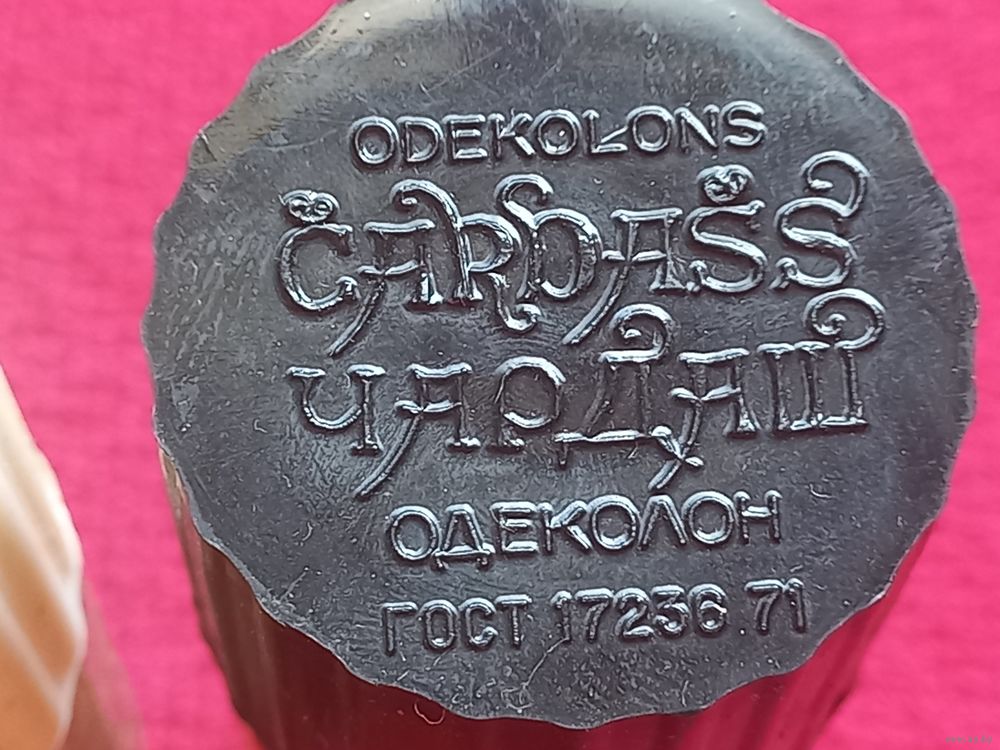 ODEKOLONS
ČARDAŠS
ЧАРДАШ
ОДЕКОЛОН
ГОСТ 17236 71